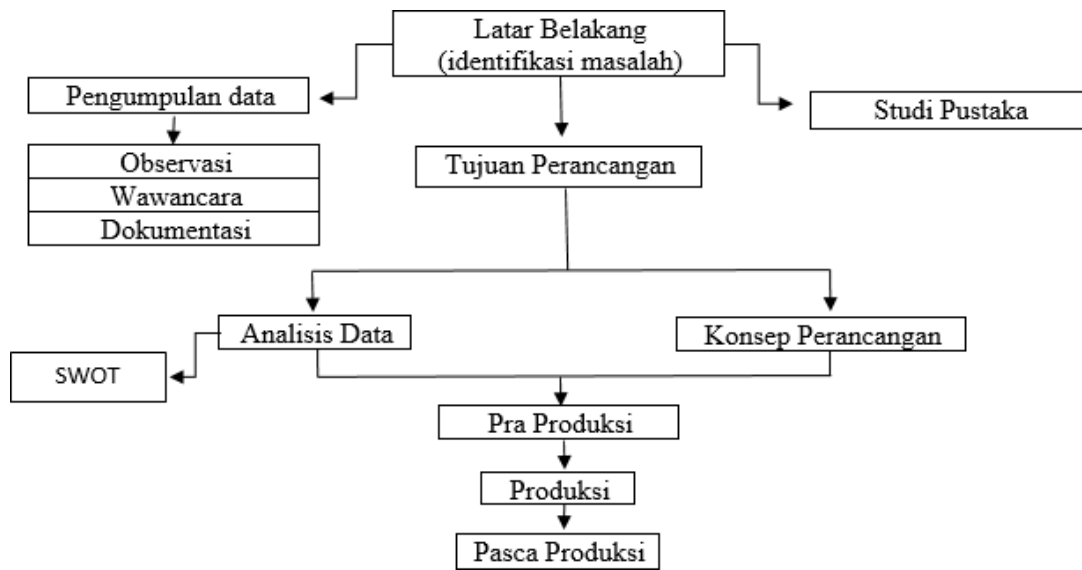 Latar Belakang
(identifikasi masalah)
Pengumpulan data
Studi Pustaka
Observasi
Wawancara
Dokumentasi
Tujuan Perancangan
Analisis Data
Konsep Perancangan
SWOT
Pra Produksi
Produksi
Pasca Produksi